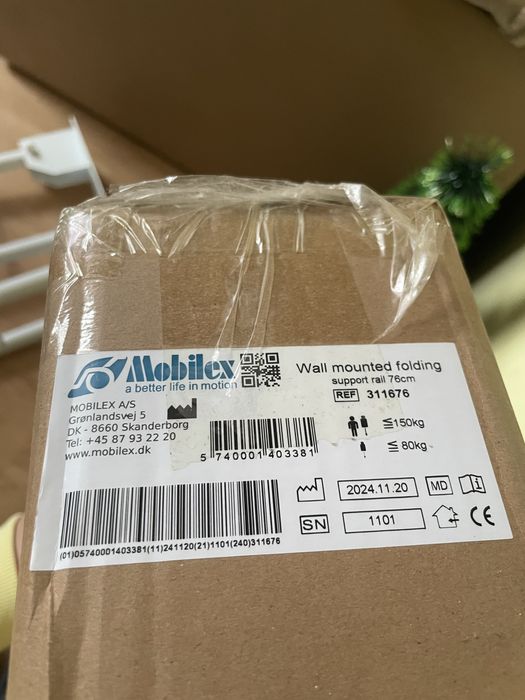 Mobilex
a better life in motion
MOBILEX A/S
Grønlandsvej 5
DK - 8660 Skanderborg
Tel: +45 87 93 22 20
www.mobilex.dk
5 740001 403381
(01)05740001403381(11)241120(21)1101(240)311676
Wall mounted folding
support rail 76cm
REF 311676
≦150kg
≦ 80kg
2024.11.20 MD i
SN 1101 CE